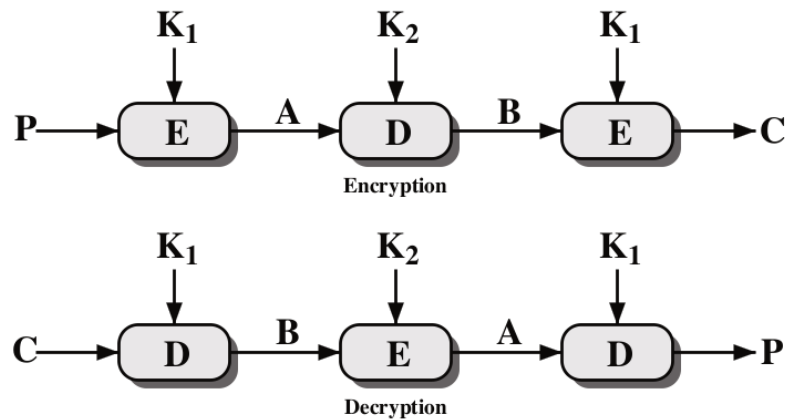 K1 K2 K1
P E A D B E C
Encryption
K1 K2 K1
C D B E A D P
Decryption